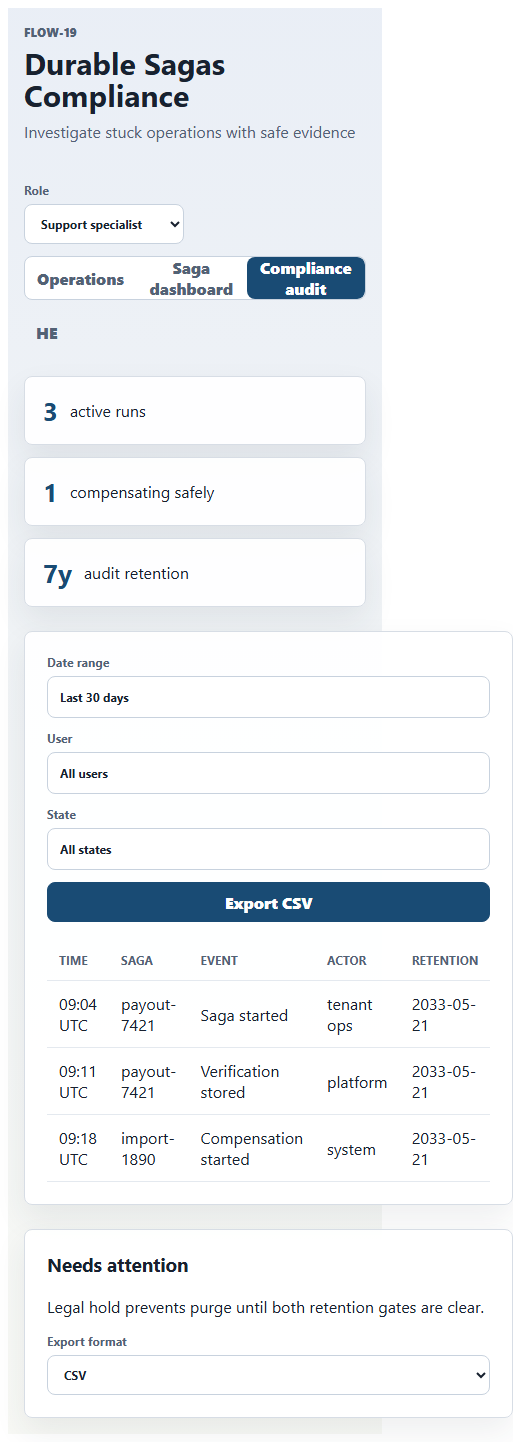 FLOW-19
Durable Sagas
Compliance
Investigate stuck operations with safe evidence
Role
Support specialist
Operations
Saga
dashboard
Compliance
audit
HE
3 active runs
1 compensating safely
7y audit retention
Date range
Last 30 days
User
All users
State
All states
Export CSV
TIME SAGA EVENT ACTOR RETENTION
09:04 UTC payout-7421 Saga started tenant ops 2033-05-21
09:11 UTC payout-7421 Verification stored platform 2033-05-21
09:18 UTC import-1890 Compensation started system 2033-05-21
Needs attention
Legal hold prevents purge until both retention gates are clear.
Export format
CSV